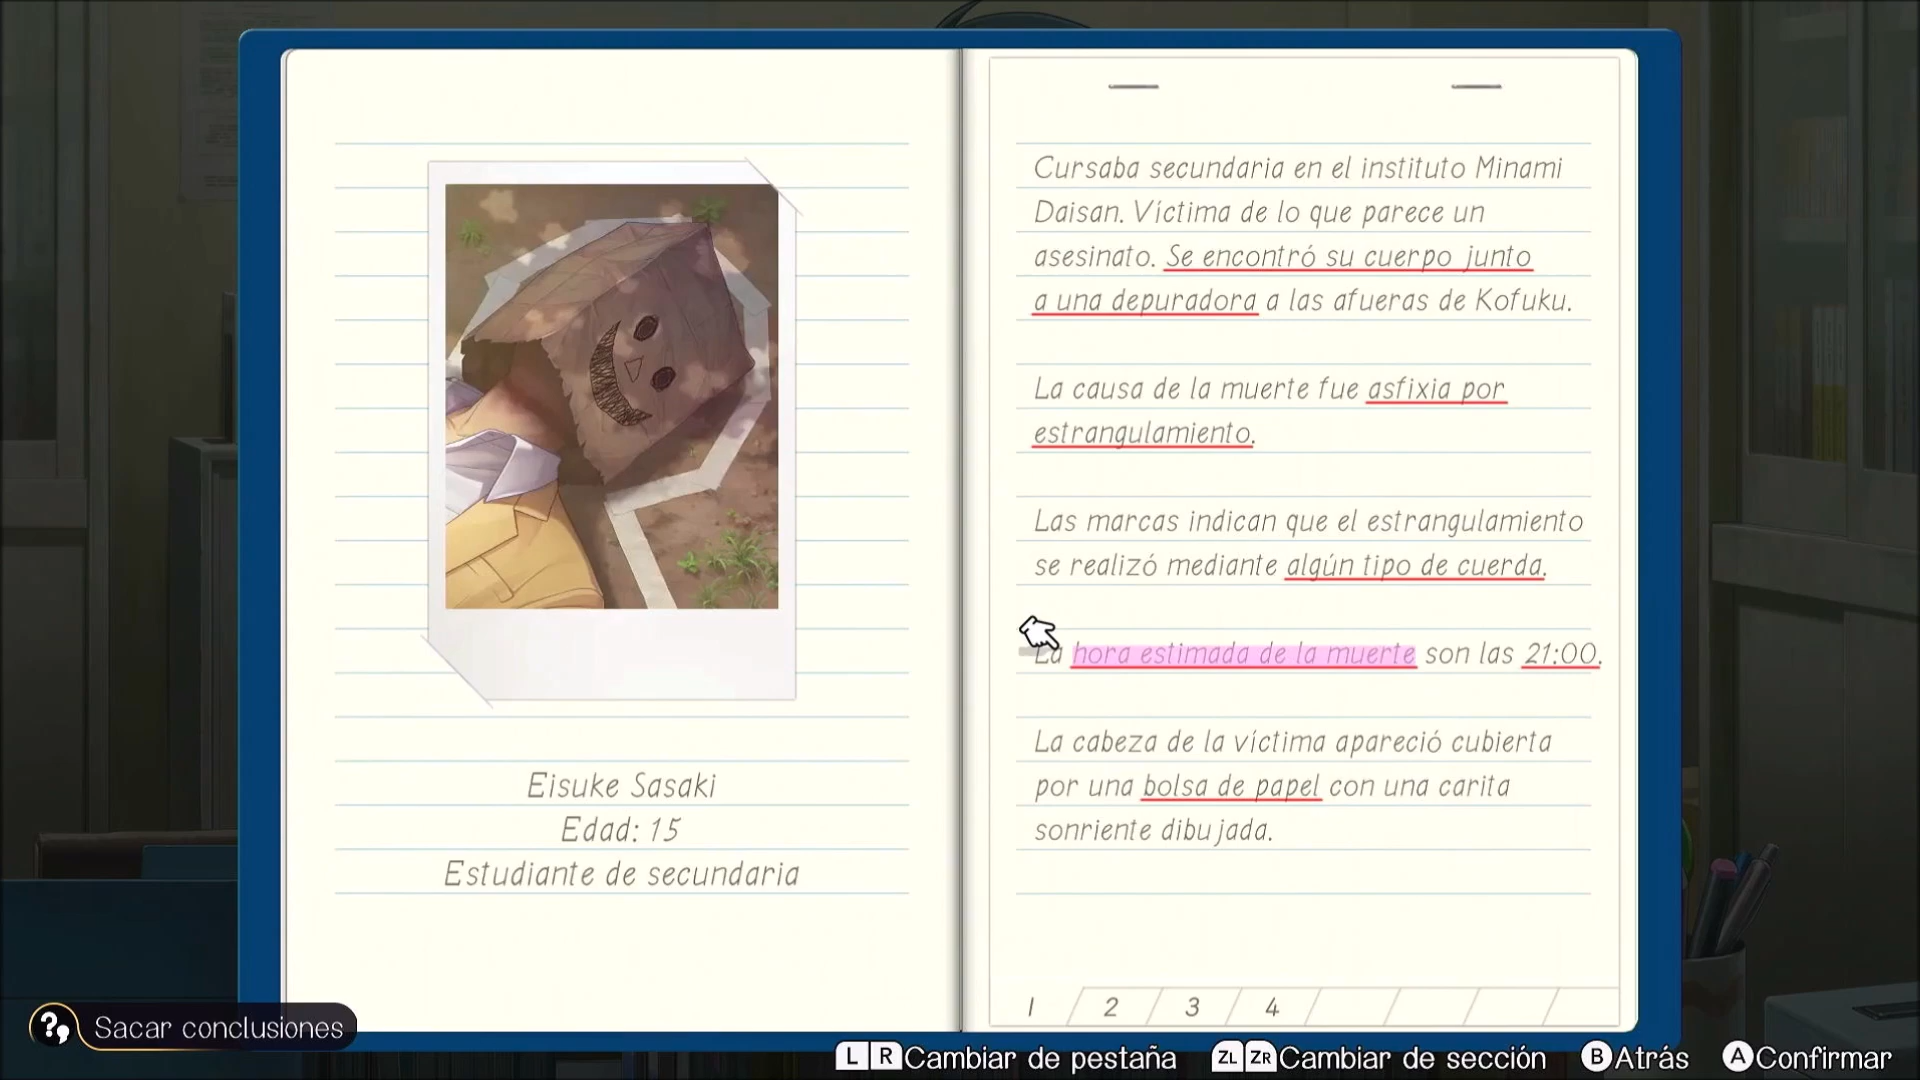 Cursaba secundaria en el instituto Minami
Daisan. Víctima de lo que parece un
asesinato. Se encontró su cuerpo junto
a una depuradora a las afueras de Kofuku.
La causa de la muerte fue asfixia por
estrangulamiento.
Las marcas indican que el estrangulamiento
se realizó mediante algún tipo de cuerda.
La hora estimada de la muerte son las 21:00.
La cabeza de la víctima apareció cubierta
por una bolsa de papel con una carita
sonriente dibujada.
Eisuke Sasaki
Edad: 15
Estudiante de secundaria
1 2 3 4
Sacar conclusiones
L R Cambiar de pestaña ZL ZR Cambiar de sección B Atrás A Confirmar